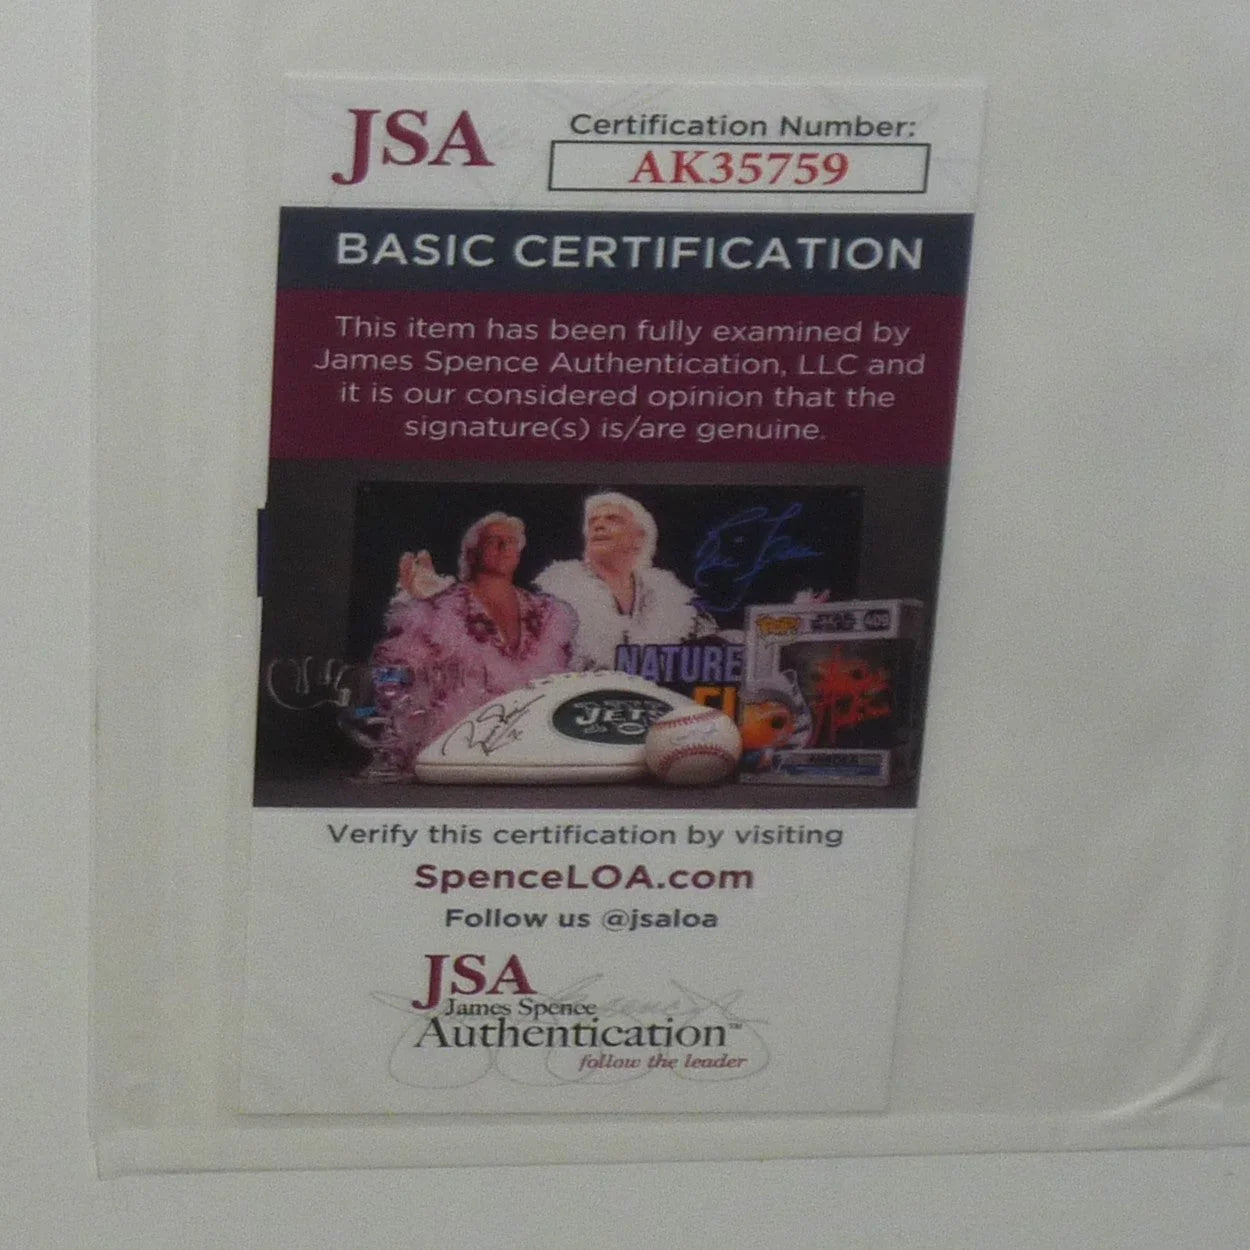 JSA
Certification Number:
AK35759
BASIC CERTIFICATION
This item has been fully examined by
James Spence Authentication, LLC and
it is our considered opinion that the
signature(s) is/are genuine.
NATURE
JETS
409
Verify this certification by visiting
SpenceLOA.com
Follow us @jsaloa
JSA
James Spence
Authentication™
follow the leader